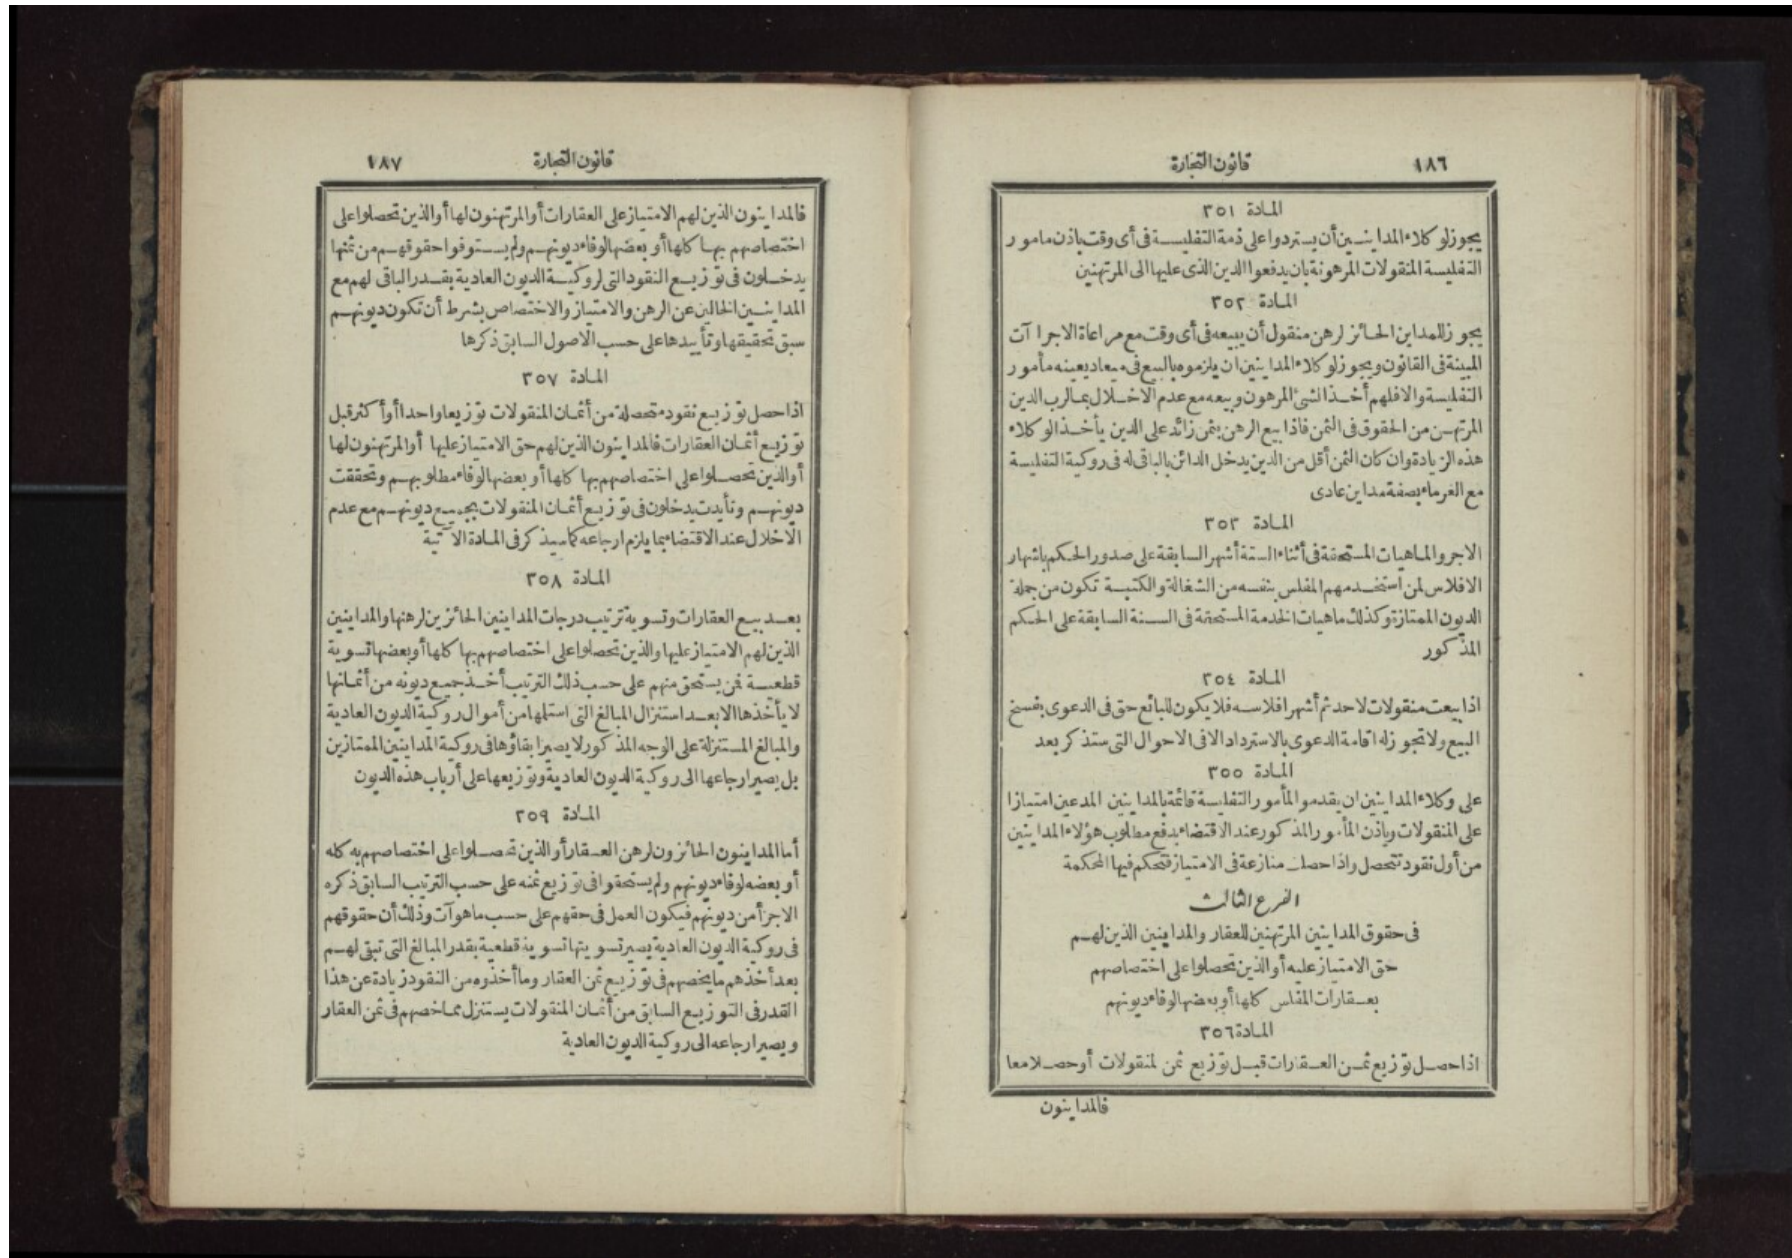 ١٨٦
قانون التجارة
المادة ٣٥١
يجوز لوكلاء المداينين أن يستردوا على ذمة التفليسة فى أى وقت باذن مامور
التفليسة المنقولات المرهونة بان يدفعوا الدين الذى عليها الى المرتهنين
المادة ٣٥٢
يجوز للمداين الحائز لرهن منقول أن يبيعه فى أى وقت مع مراعاة الاجراآت
المبينة فى القانون ويجوز لوكلاء المداينين ان يلزموه بالبيع فى ميعاد يعينه مأمور
التفليسة والا فلهم أخذ الشئ المرهون وبيعه مع عدم الاخلال بما لرب الدين
المرتهن من الحقوق فى الثمن فاذا بيع الرهن بثمن زائد على الدين يأخذ الوكلاء
هذه الزيادة وان كان الثمن أقل من الدين يدخل الدائن بالباقى له فى روكية التفليسة
مع الغرماء بصفة مداين عادى
المادة ٣٥٣
الاجر والماهيات المستحقة فى أثناء الستة أشهر السابقة على صدور الحكم باشهار
الافلاس لمن استخدمهم المفلس بنفسه من الشغالة والكتبة تكون من جملة
الديون الممتازة وكذلك ماهيات الخدمة المستحقة فى السنة السابقة على الحكم
المذكور
المادة ٣٥٤
اذا بيعت منقولات لاحد ثم أشهر افلاسه فلا يكون للبائع حق فى الدعوى بفسخ
البيع ولا تجوز له اقامة الدعوى بالاسترداد الا فى الاحوال التى ستذكر بعد
المادة ٣٥٥
على وكلاء المداينين ان يقدموا لمأمور التفليسة قائمة بالمداينين المدعين امتيازا
على المنقولات وباذن المأمور المذكور عند الاقتضاء بدفع مطلوب هؤلاء المداينين
من أول نقود تتحصل واذا حصلت منازعة فى الامتياز فتحكم فيها المحكمة
الفرع الثالث
فى حقوق المداينين المرتهنين للعقار والمداينين الذين لهم
حق الامتياز عليه أو الذين تحصلوا على اختصاصهم
بعقارات المفلس كلها أو بعضها لوفاء ديونهم
المادة ٣٥٦
اذا حصل توزيع ثمن العقارات قبل توزيع ثمن لمنقولات أو حصلا معا
فالمداينون
١٨٧
قانون التجارة
فالمداينون الذين لهم الامتياز على العقارات أو المرتهنون لها أو الذين تحصلوا على
اختصاصهم بها كلها أو بعضها لوفاء ديونهم ولم يستوفوا حقوقهم من ثمنها
يدخلون فى توزيع النقود التى لروكية الديون العادية بقدر الباقى لهم مع
المداينين الخالين عن الرهن والامتياز والاختصاص بشرط أن تكون ديونهم
سبق تحقيقها وتأييدها على حسب الاصول السابق ذكرها
المادة ٣٥٧
اذا حصل توزيع نقود متحصلة من أثمان المنقولات توزيعا واحدا أو أكثر قبل
توزيع أثمان العقارات فالمداينون الذين لهم حق الامتياز عليها أو المرتهنون لها
أو الذين تحصلوا على اختصاصهم بها كلها أو بعضها لوفاء مطلوبهم وتحققت
ديونهم وتأيدت يدخلون فى توزيع أثمان المنقولات بجميع ديونهم مع عدم
الاخلال عند الاقتضاء بما يلزم ارجاعه كما سيذكر فى المادة الآتية
المادة ٣٥٨
بعد بيع العقارات وتسوية ترتيب درجات المداينين الحائزين لرهنها والمداينين
الذين لهم الامتياز عليها والذين تحصلوا على اختصاصهم بها كلها أو بعضها تسوية
قطعية فمن يستحق منهم على حسب ذلك الترتيب أخذ جميع ديونه من أثمانها
لا يأخذها الا بعد استنزال المبالغ التى استلمها من أموال روكية الديون العادية
والمبالغ المستنزلة على الوجه المذكور لا يصير ابقاؤها فى روكية المداينين الممتازين
بل يصير ارجاعها الى روكية الديون العادية وتوزيعها على أرباب هذه الديون
المادة ٣٥٩
أما المداينون الحائزون لرهن العقار أو الذين تحصلوا على اختصاصهم به كله
أو بعضه لوفاء ديونهم ولم يستحقوا فى توزيع ثمنه على حسب الترتيب السابق ذكره
الا جزأ من ديونهم فيكون العمل فى حقهم على حسب ما هو آت وذلك أن حقوقهم
فى روكية الديون العادية يصير تسويتها تسوية قطعية بقدر المبالغ التى تبقى لهم
بعد أخذهم ما يخصهم فى توزيع ثمن العقار وما أخذوه من النقود زيادة عن هذا
القدر فى التوزيع السابق من أثمان المنقولات يستنزل مما خصهم فى ثمن العقار
ويصير ارجاعه الى روكية الديون العادية